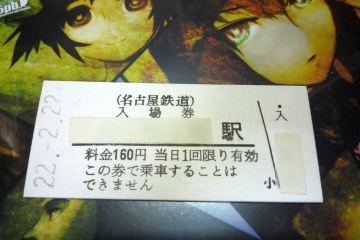 22.-2.22
(名古屋鉄道)
入場券
駅
料金160円 当日1回限り有効
この券で乗車することは
できません
入
小